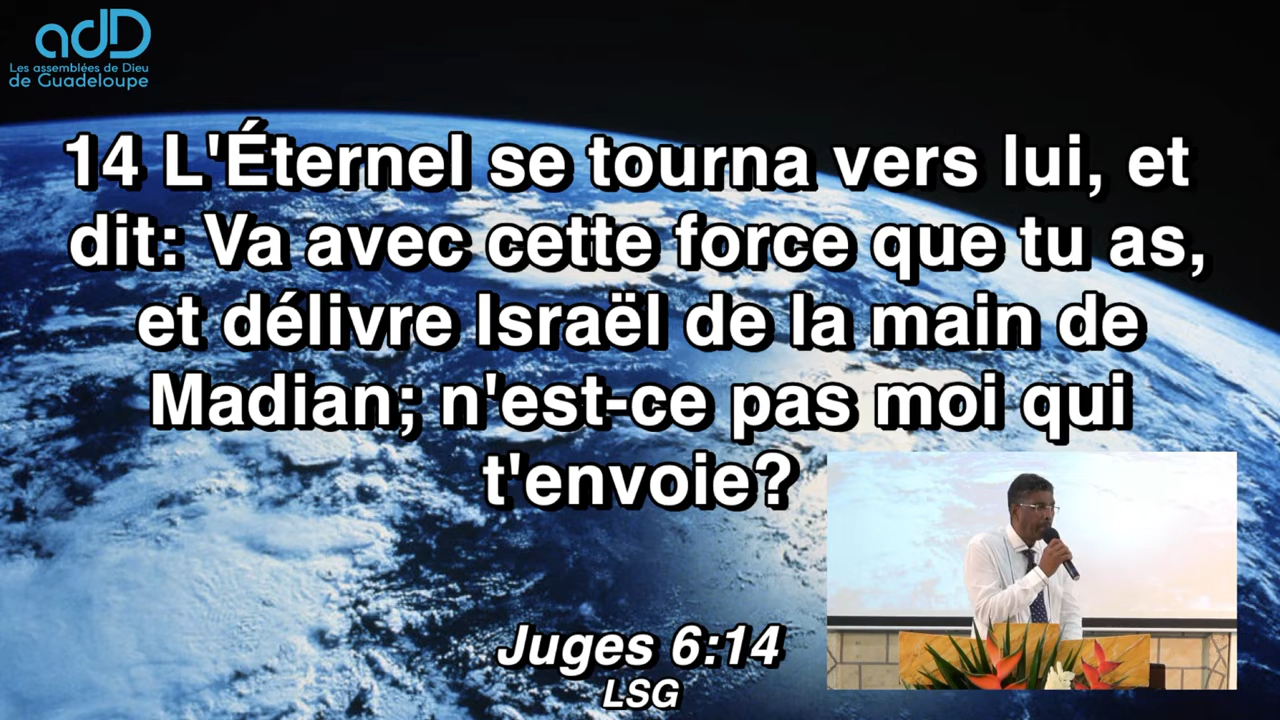 adD
Les assemblées de Dieu
de Guadeloupe
14 L'Éternel se tourna vers lui, et
dit: Va avec cette force que tu as,
et délivre Israël de la main de
Madian; n'est-ce pas moi qui
t'envoie?
Juges 6:14
LSG